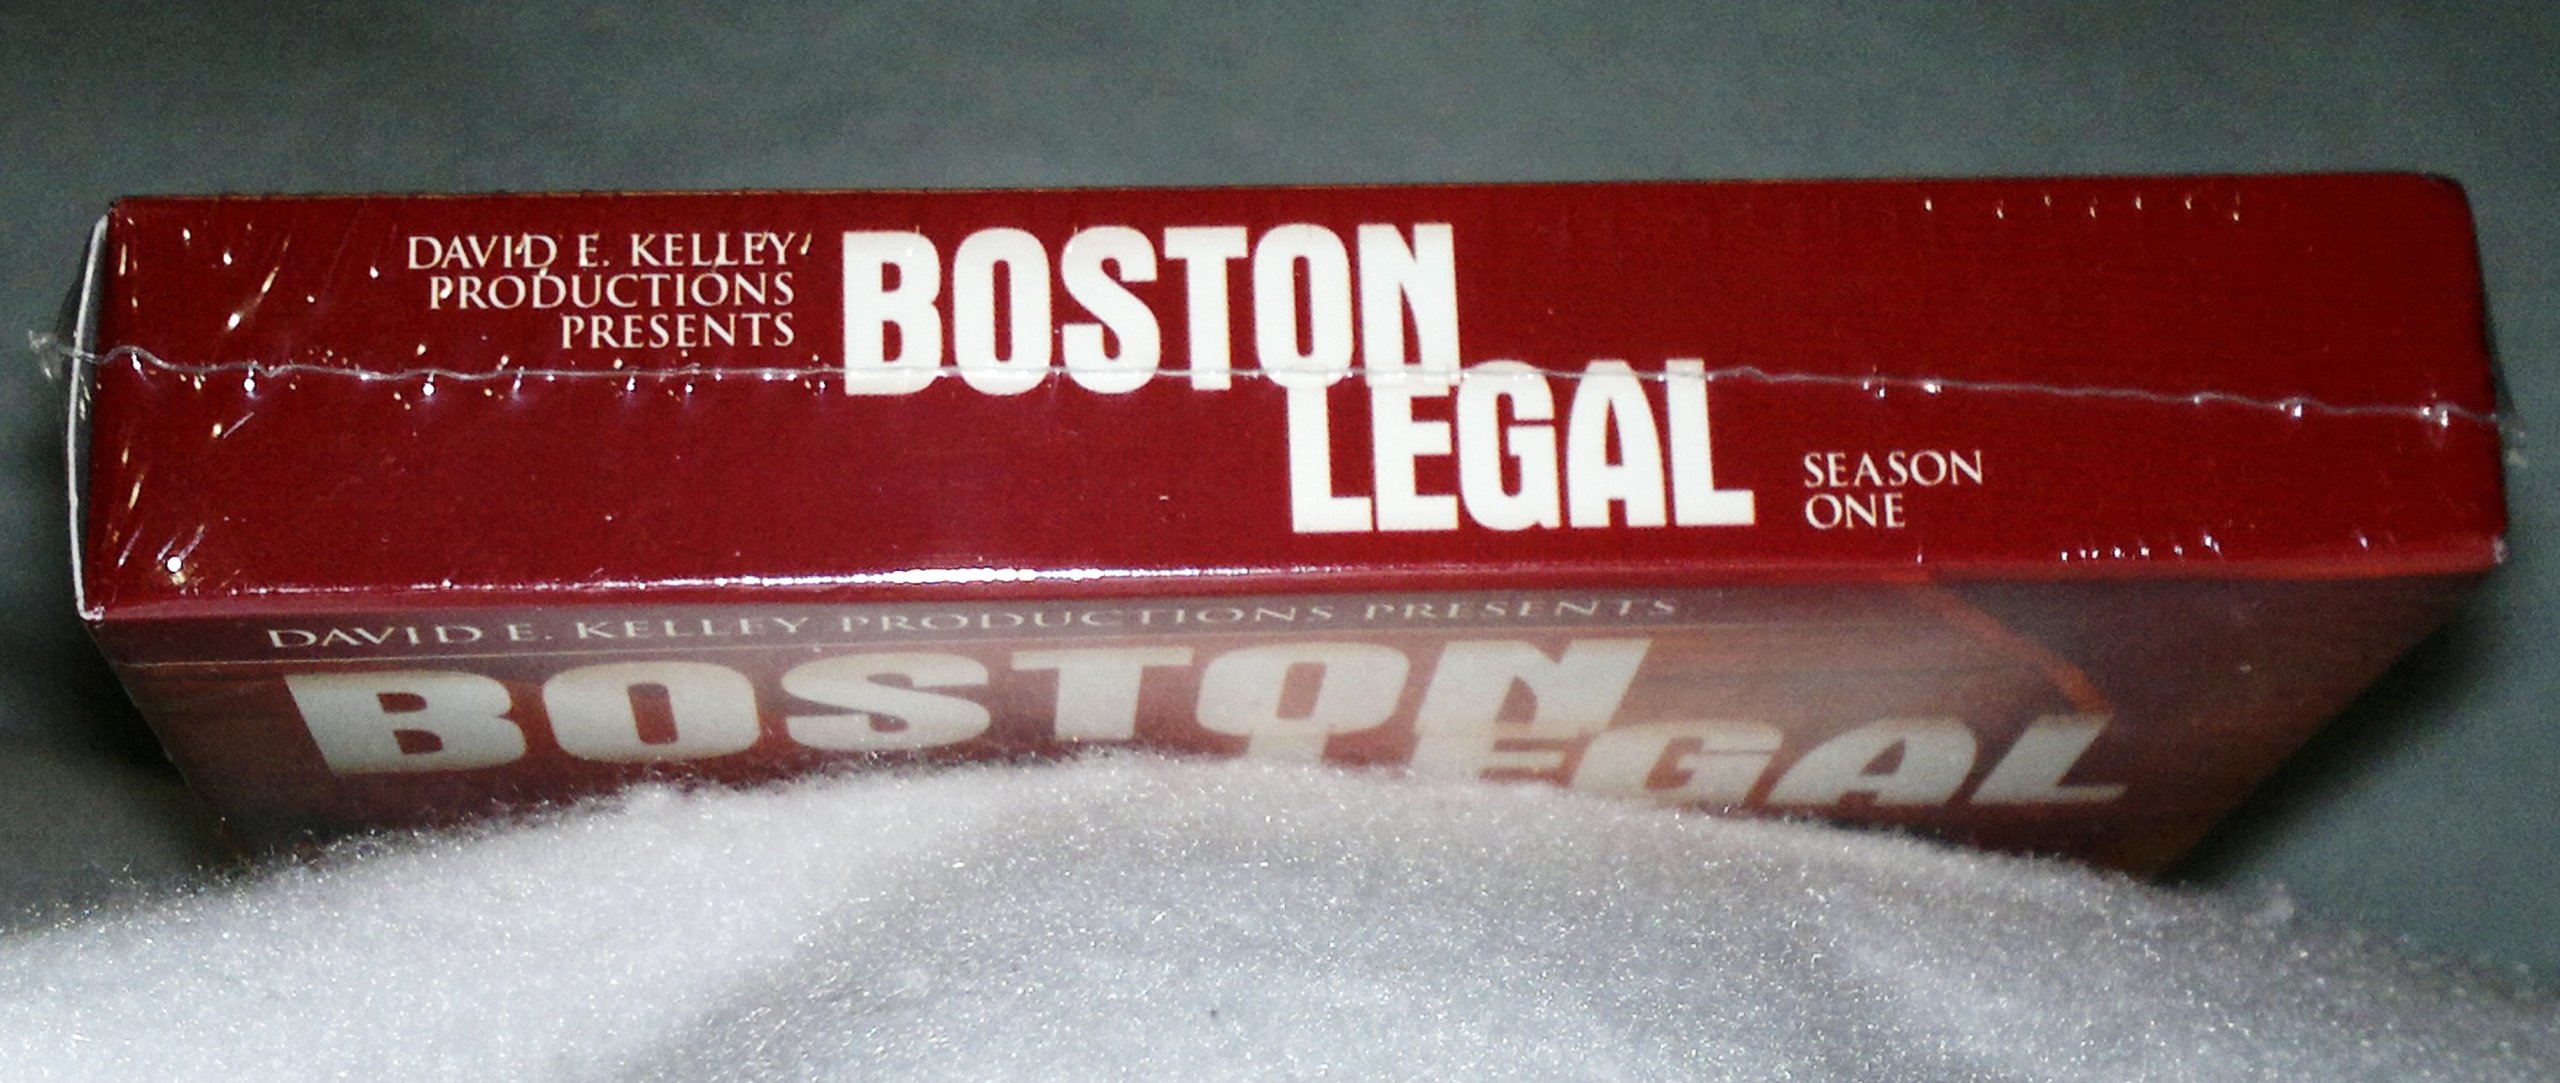 DAVID E. KELLEY
PRODUCTIONS
PRESENTS
BOSTON
LEGAL
SEASON
ONE
DAVID E. KELLEY PRODUCTIONS PRESENTS
BOSTON
LEGAL